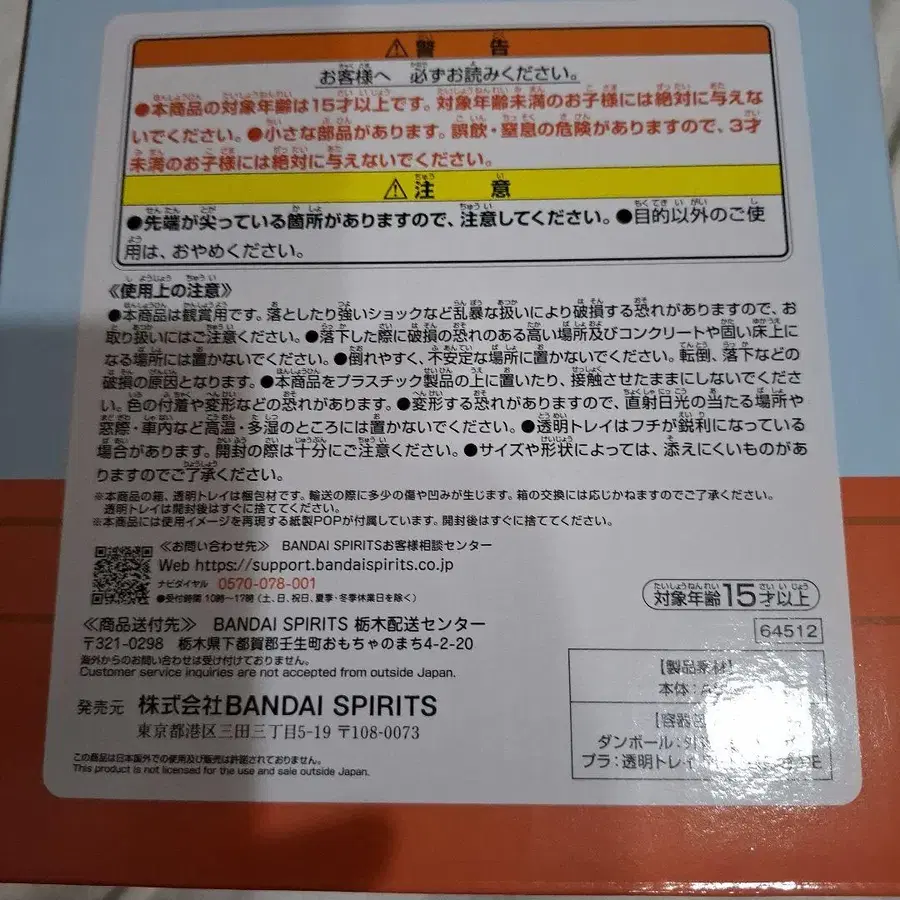 ⚠警告
お客様へ 必ずお読みください。
●本商品の対象年齢は15才以上です。対象年齢未満のお子様には絶対に与えな
いでください。●小さな部品があります。誤飲・窒息の危険がありますので、3才
未満のお子様には絶対に与えないでください。
⚠注意
●先端が尖っている箇所がありますので、注意してください。●目的以外のご使
用は、おやめください。
《使用上の注意》
●本商品は観賞用です。落としたり強いショックなど乱暴な扱いにより破損する恐れがありますので、お
取り扱いにはご注意ください。●落下した際に破損の恐れのある高い場所及びコンクリートや固い床上に
なる場所には置かないでください。●倒れやすく、不安定な場所に置かないでください。転倒、落下などの
破損の原因となります。●本商品をプラスチック製品の上に置いたり、接触させたままにしないでくださ
い。色の付着や変形などの恐れがあります。●変形する恐れがありますので、直射日光の当たる場所や
窓際・車内など高温・多湿のところには置かないでください。●透明トレイはフチが鋭利になっている
場合があります。開封の際は十分にご注意ください。●サイズや形状によっては、添えにくいものがあ
りますのでご了承ください。
※本商品の箱、透明トレイは梱包材です。輸送の際に多少の傷や凹みが生じます。箱の交換には応じかねますのでご了承ください。
透明トレイは開封後はすぐに捨ててください。
※本商品には使用イメージを再現する紙製POPが付属しています。開封後はすぐに捨ててください。
《お問い合わせ先》 BANDAI SPIRITSお客様相談センター
Web https://support.bandaispirits.co.jp
ナビダイヤル 0570-078-001
●受付時間 10時～17時（土、日、祝日、夏季・冬季休業日を除く）
対象年齢15才以上
《商品送付先》 BANDAI SPIRITS 栃木配送センター
〒321-0298 栃木県下都賀郡壬生町おもちゃのまち4-2-20
64512
海外からのお問い合わせは受け付けておりません。
Customer service inquiries are not accepted from outside Japan.
発売元 株式会社BANDAI SPIRITS
東京都港区三田三丁目5-19 〒108-0073
この商品は日本国外での使用及び販売は許諾されておりません。
This product is not licensed for the use and sale outside Japan.
【製品素材】
本体：
【容器
ダンボール：
プラ：透明トレイ